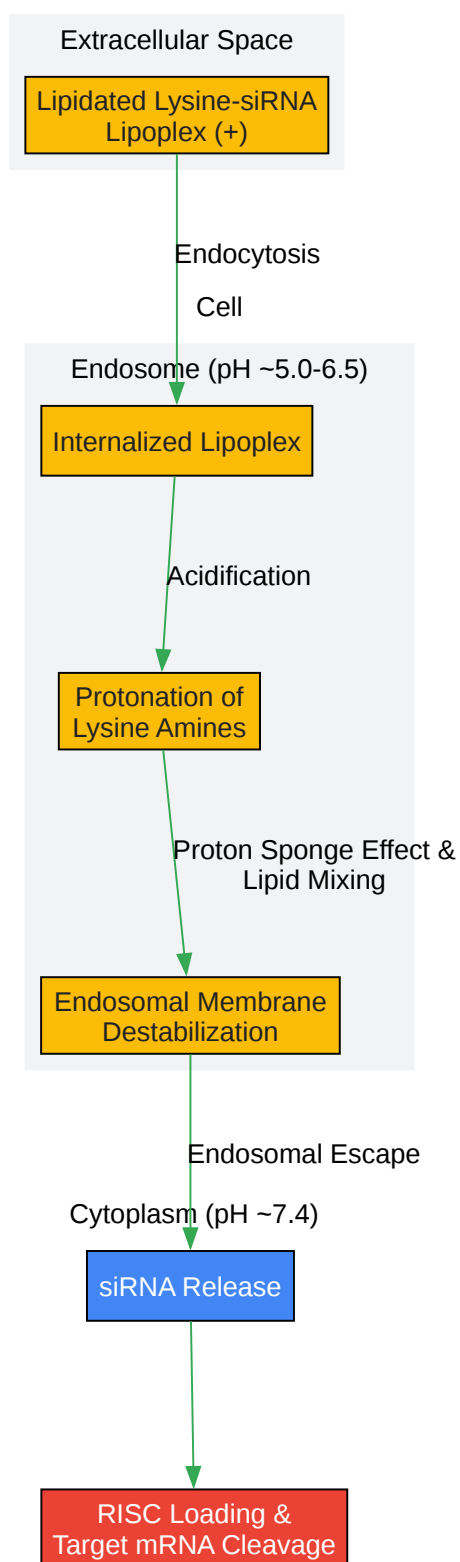 Extracellular Space
Lipidated Lysine-siRNA
Lipoplex (+)
Endocytosis
Cell
Endosome (pH ~5.0-6.5)
Internalized Lipoplex
Acidification
Protonation of
Lysine Amines
Proton Sponge Effect &
Lipid Mixing
Endosomal Membrane
Destabilization
Endosomal Escape
Cytoplasm (pH ~7.4)
siRNA Release
RISC Loading &
Target mRNA Cleavage